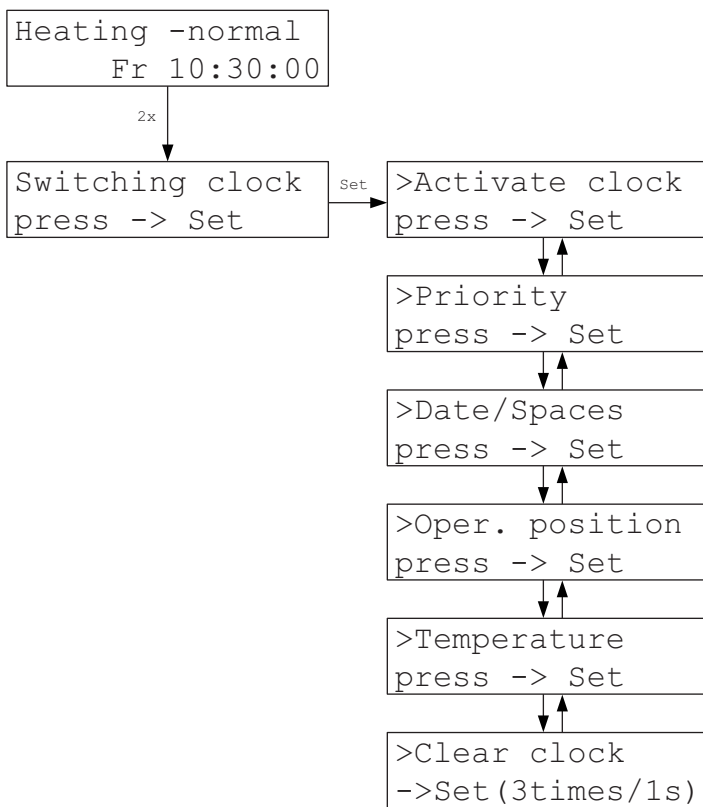 Heating -normal
Fr 10:30:00
2x
Switching clock
press -> Set
Set
>Activate clock
press -> Set
>Priority
press -> Set
>Date/Spaces
press -> Set
>Oper. position
press -> Set
>Temperature
press -> Set
>Clear clock
->Set(3times/1s)